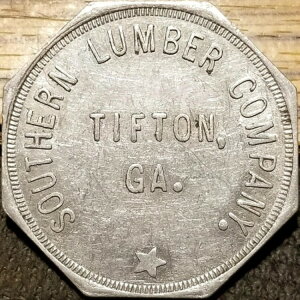 SOUTHERN LUMBER COMPANY.
TIFTON,
GA.